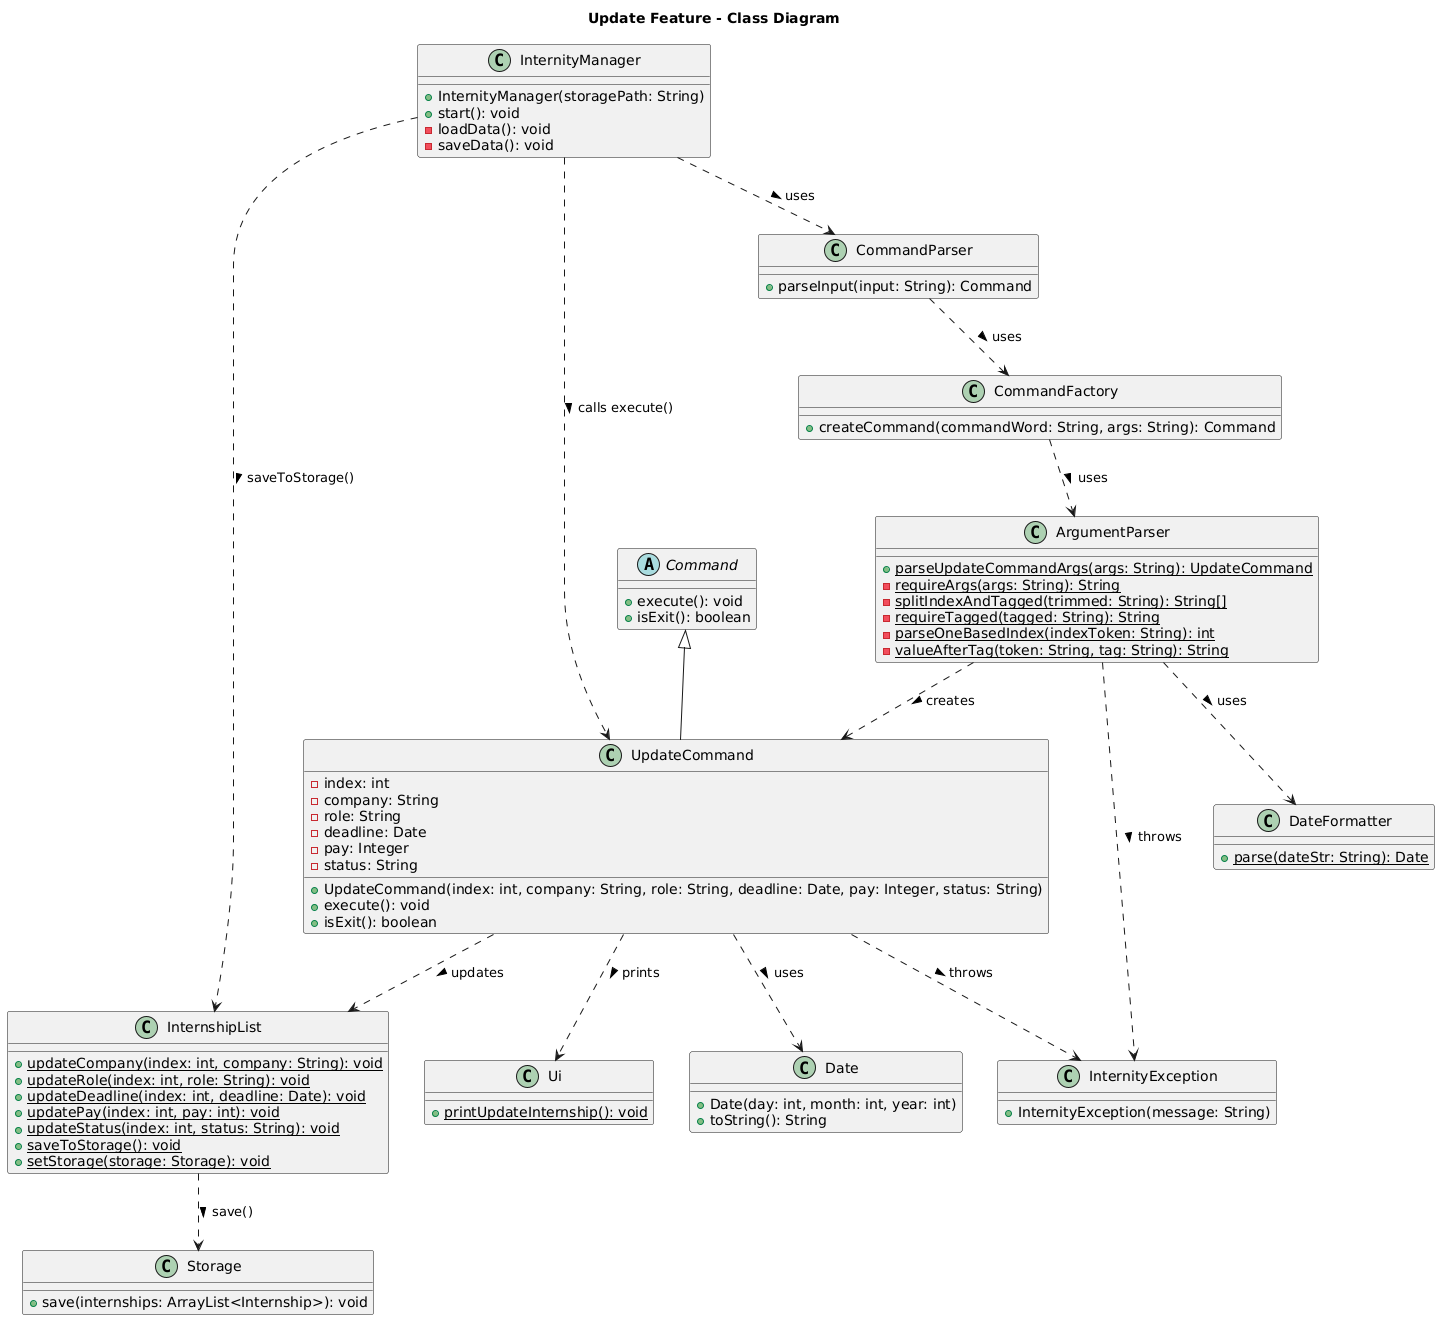 Update Feature - Class Diagram
C InternityManager
InternityManager(storagePath: String)
start(): void
loadData(): void
saveData(): void
uses
C CommandParser
parseInput(input: String): Command
uses
C CommandFactory
createCommand(commandWord: String, args: String): Command
calls execute()
saveToStorage()
uses
C ArgumentParser
parseUpdateCommandArgs(args: String): UpdateCommand
requireArgs(args: String): String
splitIndexAndTagged(trimmed: String): String[]
requireTagged(tagged: String): String
parseOneBasedIndex(indexToken: String): int
valueAfterTag(token: String, tag: String): String
A Command
execute(): void
isExit(): boolean
creates
uses
C UpdateCommand
index: int
company: String
role: String
deadline: Date
pay: Integer
status: String
UpdateCommand(index: int, company: String, role: String, deadline: Date, pay: Integer, status: String)
execute(): void
isExit(): boolean
throws
C DateFormatter
parse(dateStr: String): Date
updates
prints
uses
throws
C InternshipList
updateCompany(index: int, company: String): void
updateRole(index: int, role: String): void
updateDeadline(index: int, deadline: Date): void
updatePay(index: int, pay: int): void
updateStatus(index: int, status: String): void
saveToStorage(): void
setStorage(storage: Storage): void
C Ui
printUpdateInternship(): void
C Date
Date(day: int, month: int, year: int)
toString(): String
C InternityException
InternityException(message: String)
save()
C Storage
save(internships: ArrayList<Internship>): void